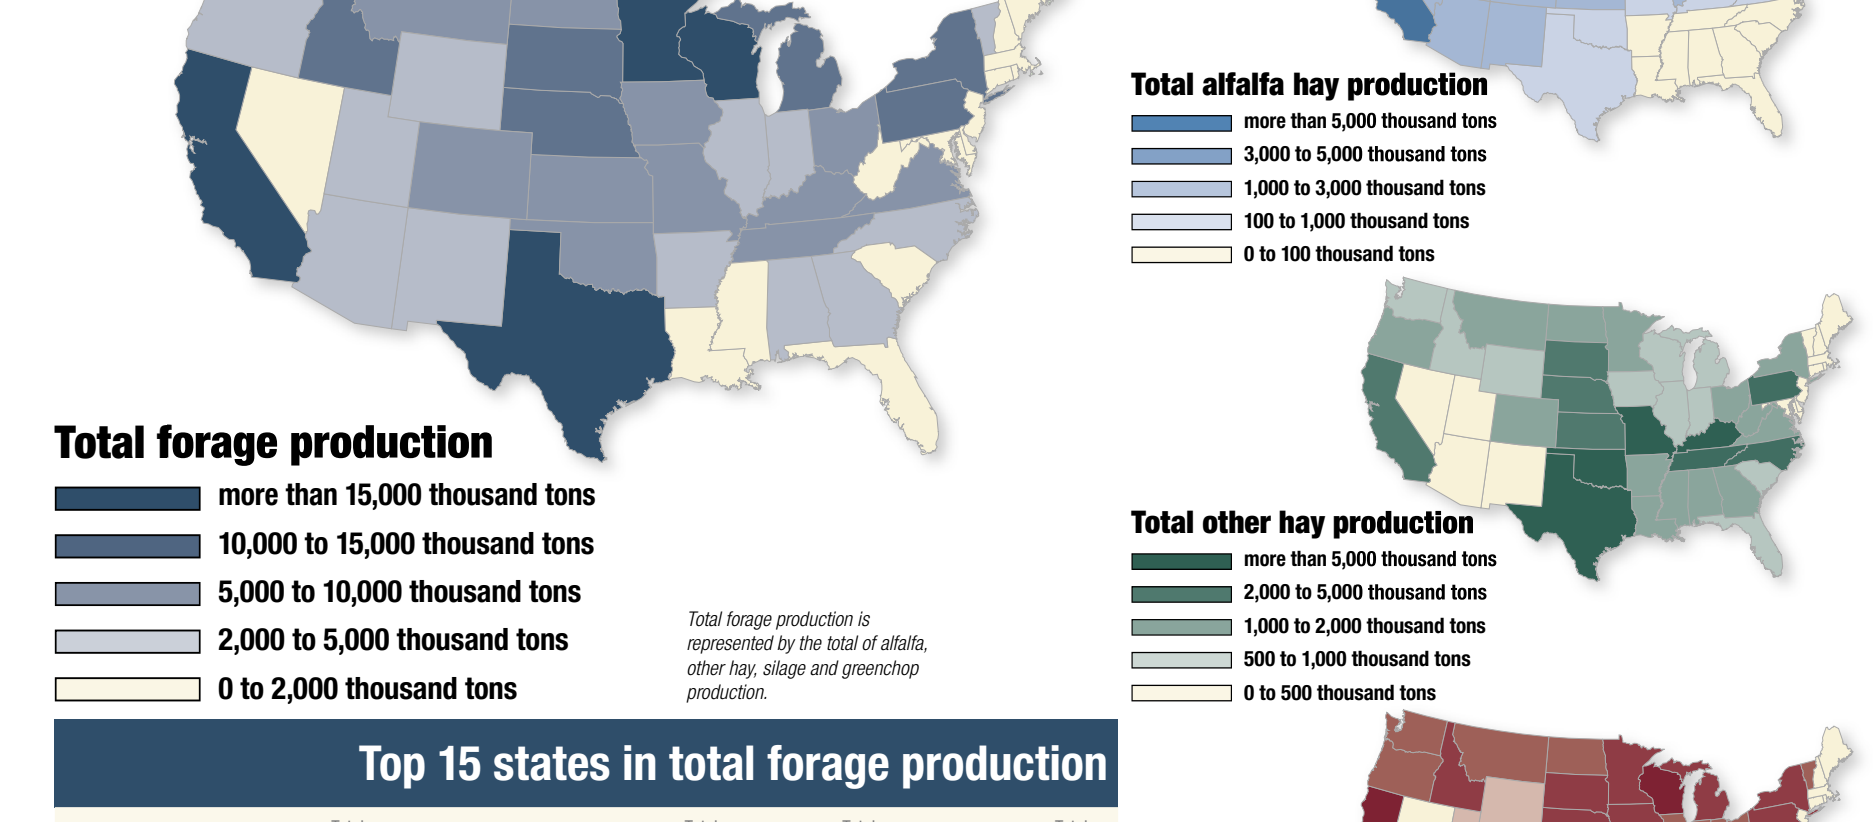 Total forage production
more than 15,000 thousand tons
10,000 to 15,000 thousand tons
5,000 to 10,000 thousand tons
2,000 to 5,000 thousand tons
0 to 2,000 thousand tons
Total forage production is
represented by the total of alfalfa,
other hay, silage and greenchop
production.
Top 15 states in total forage production
Total alfalfa hay production
more than 5,000 thousand tons
3,000 to 5,000 thousand tons
1,000 to 3,000 thousand tons
100 to 1,000 thousand tons
0 to 100 thousand tons
Total other hay production
more than 5,000 thousand tons
2,000 to 5,000 thousand tons
1,000 to 2,000 thousand tons
500 to 1,000 thousand tons
0 to 500 thousand tons